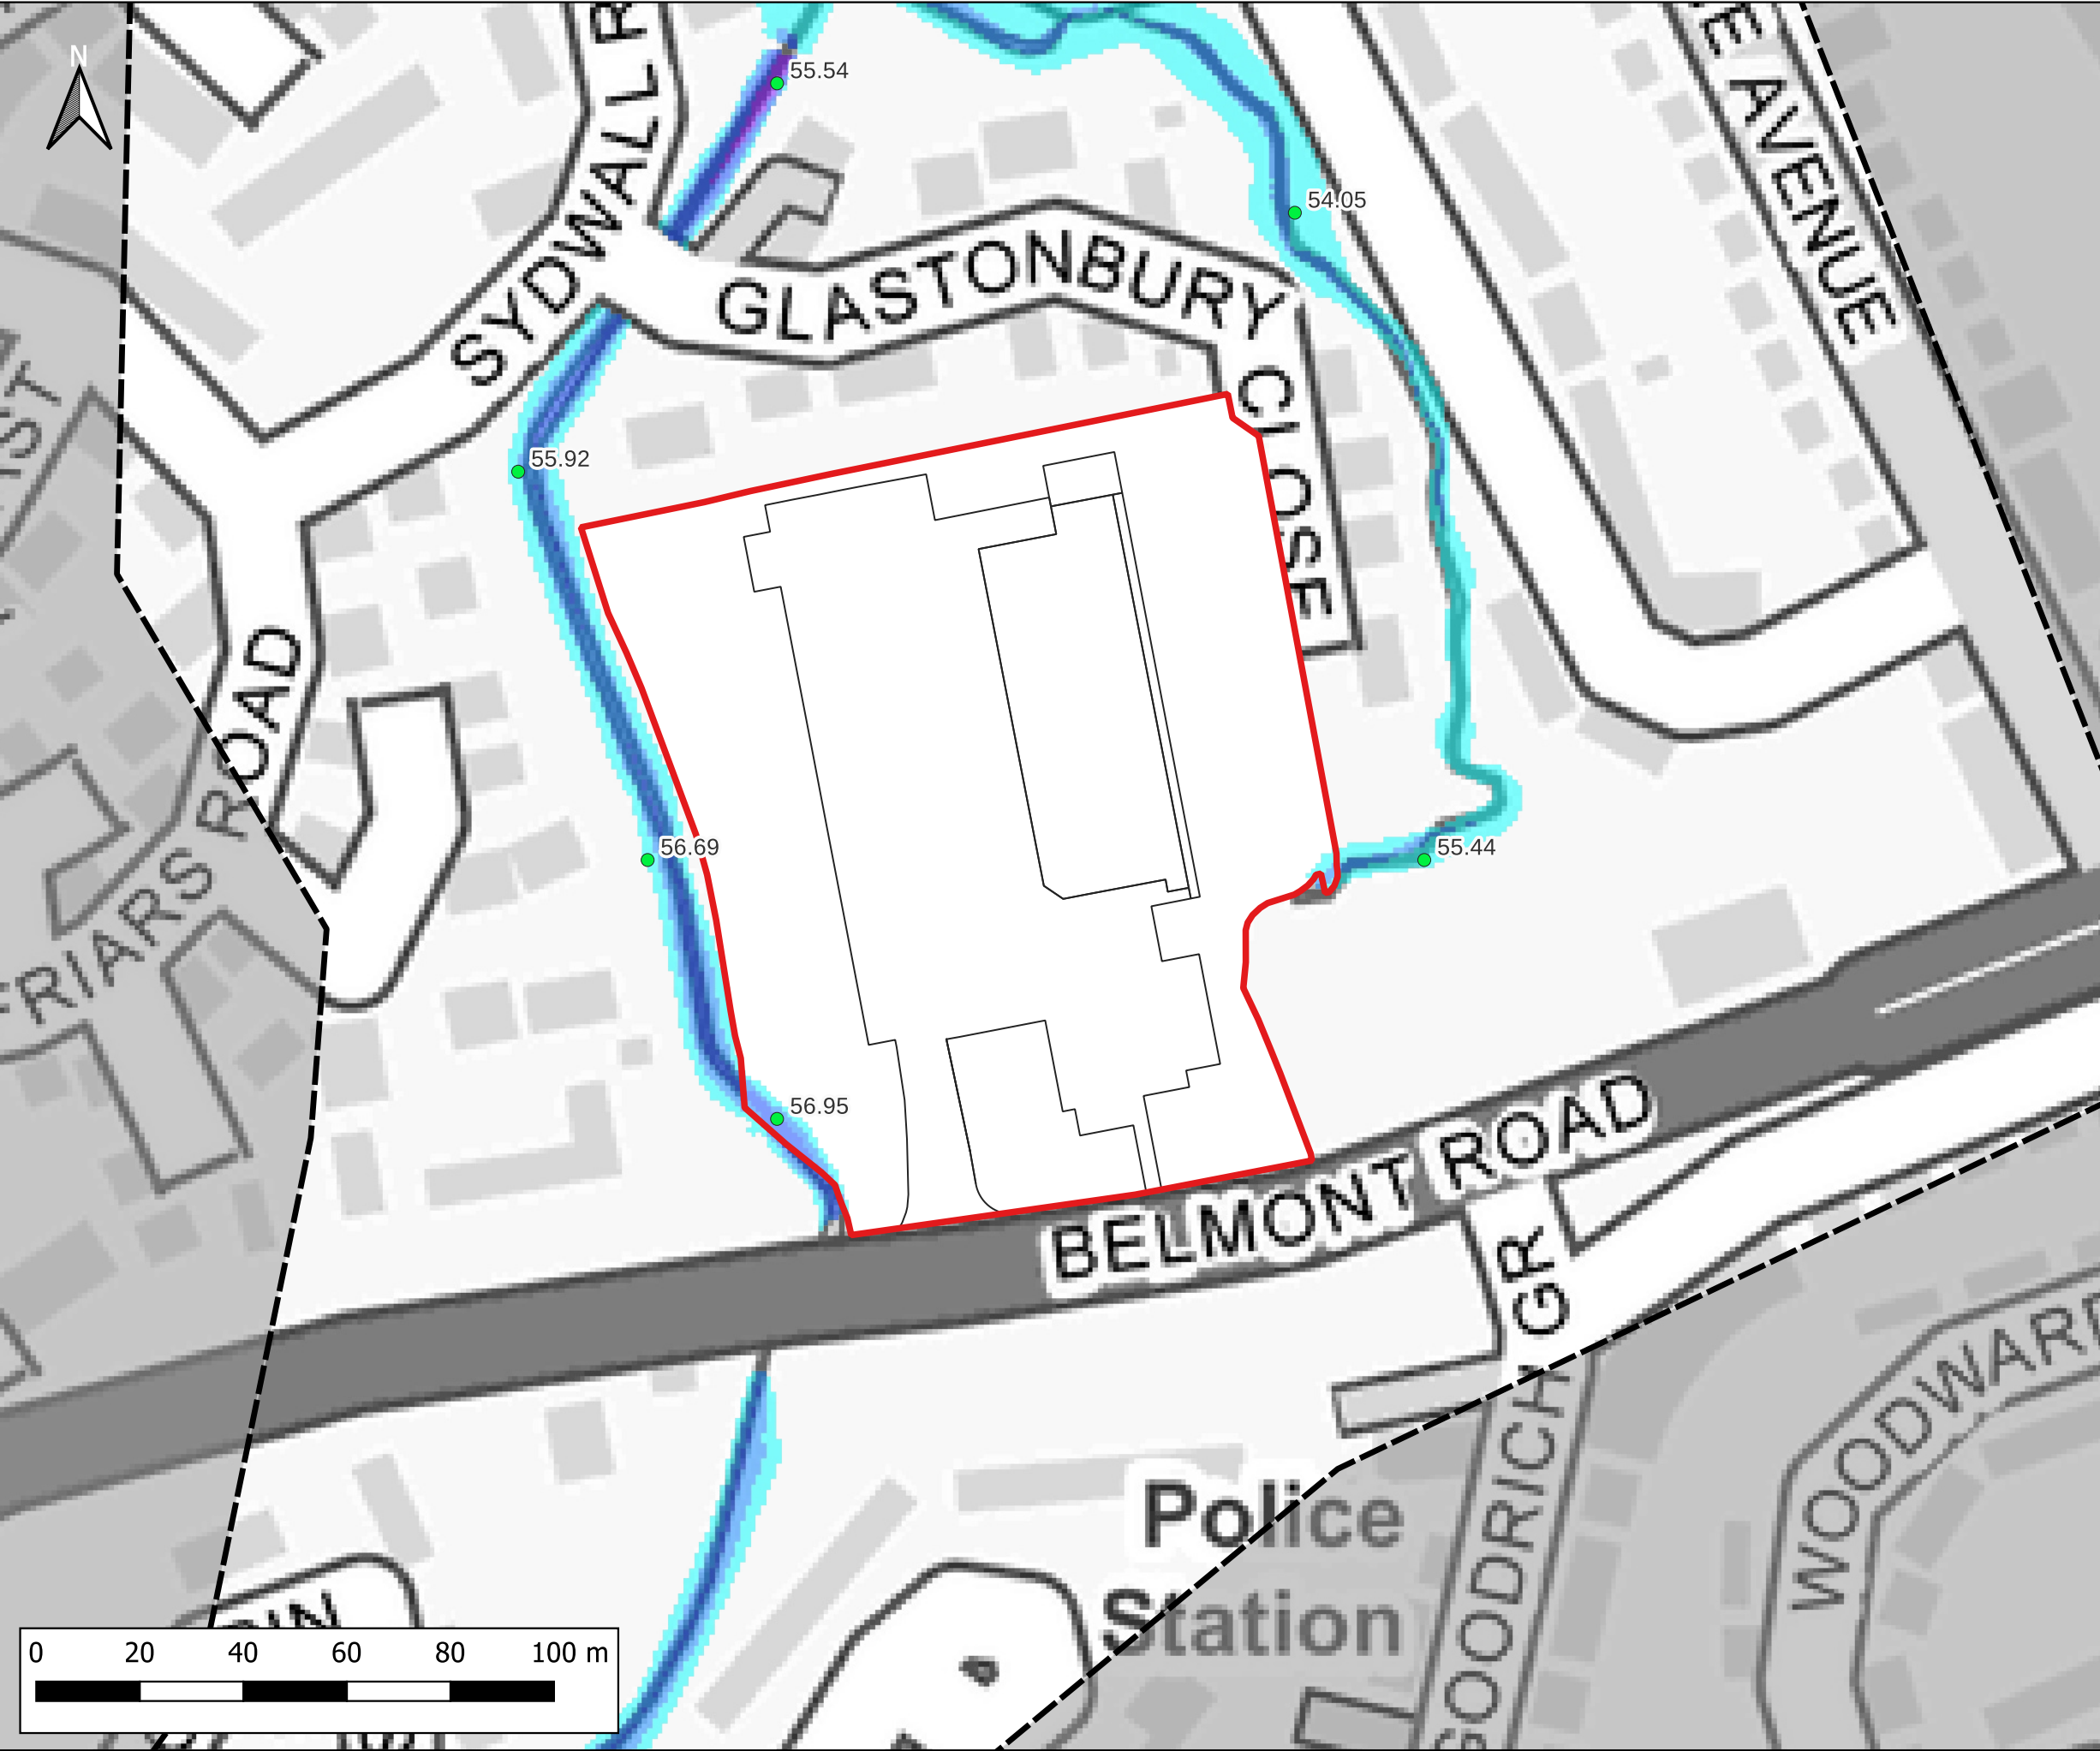 N
55.54
54.05
SYDWALL R
GLASTONBURY
CLOSE
E AVENUE
55.92
56.69
55.44
56.95
ROAD
FRIARS ROAD
BELMONT ROAD
GR
GOODRICH
WOODWARD
Police
Station
0 20 40 60 80 100 m